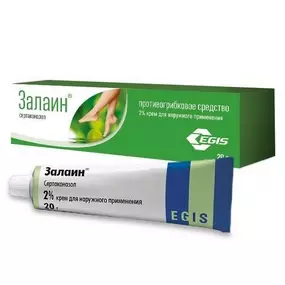 Залаин®
сертаконазол
противогрибковое средство
2% крем для наружного применения
EGIS
20 г
Залаин®
Сертаконазол
2% крем для наружного применения
20 г
EGIS